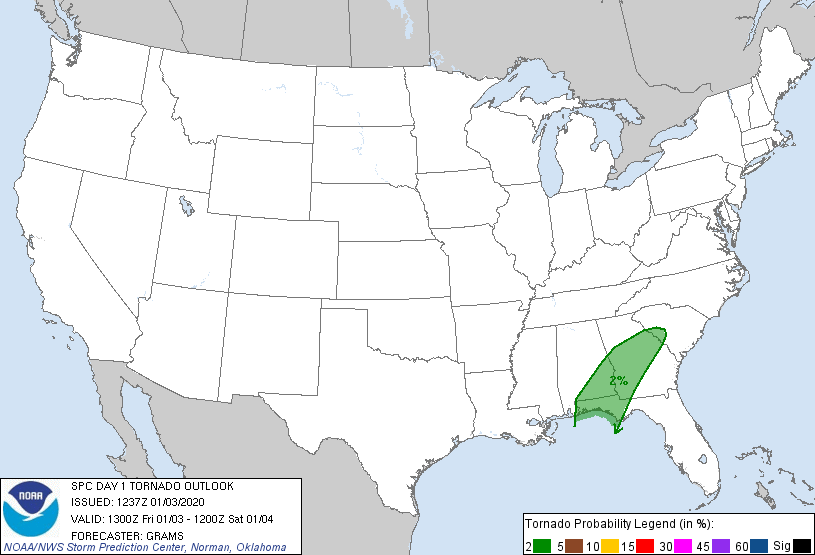 2%
NOAA
SPC DAY 1 TORNADO OUTLOOK
ISSUED: 1237Z 01/03/2020
VALID: 1300Z Fri 01/03 - 1200Z Sat 01/04
FORECASTER: GRAMS
NOAA/NWS Storm Prediction Center, Norman, Oklahoma
Tornado Probability Legend (in %):
2 5 10 15 30 45 60 Sig